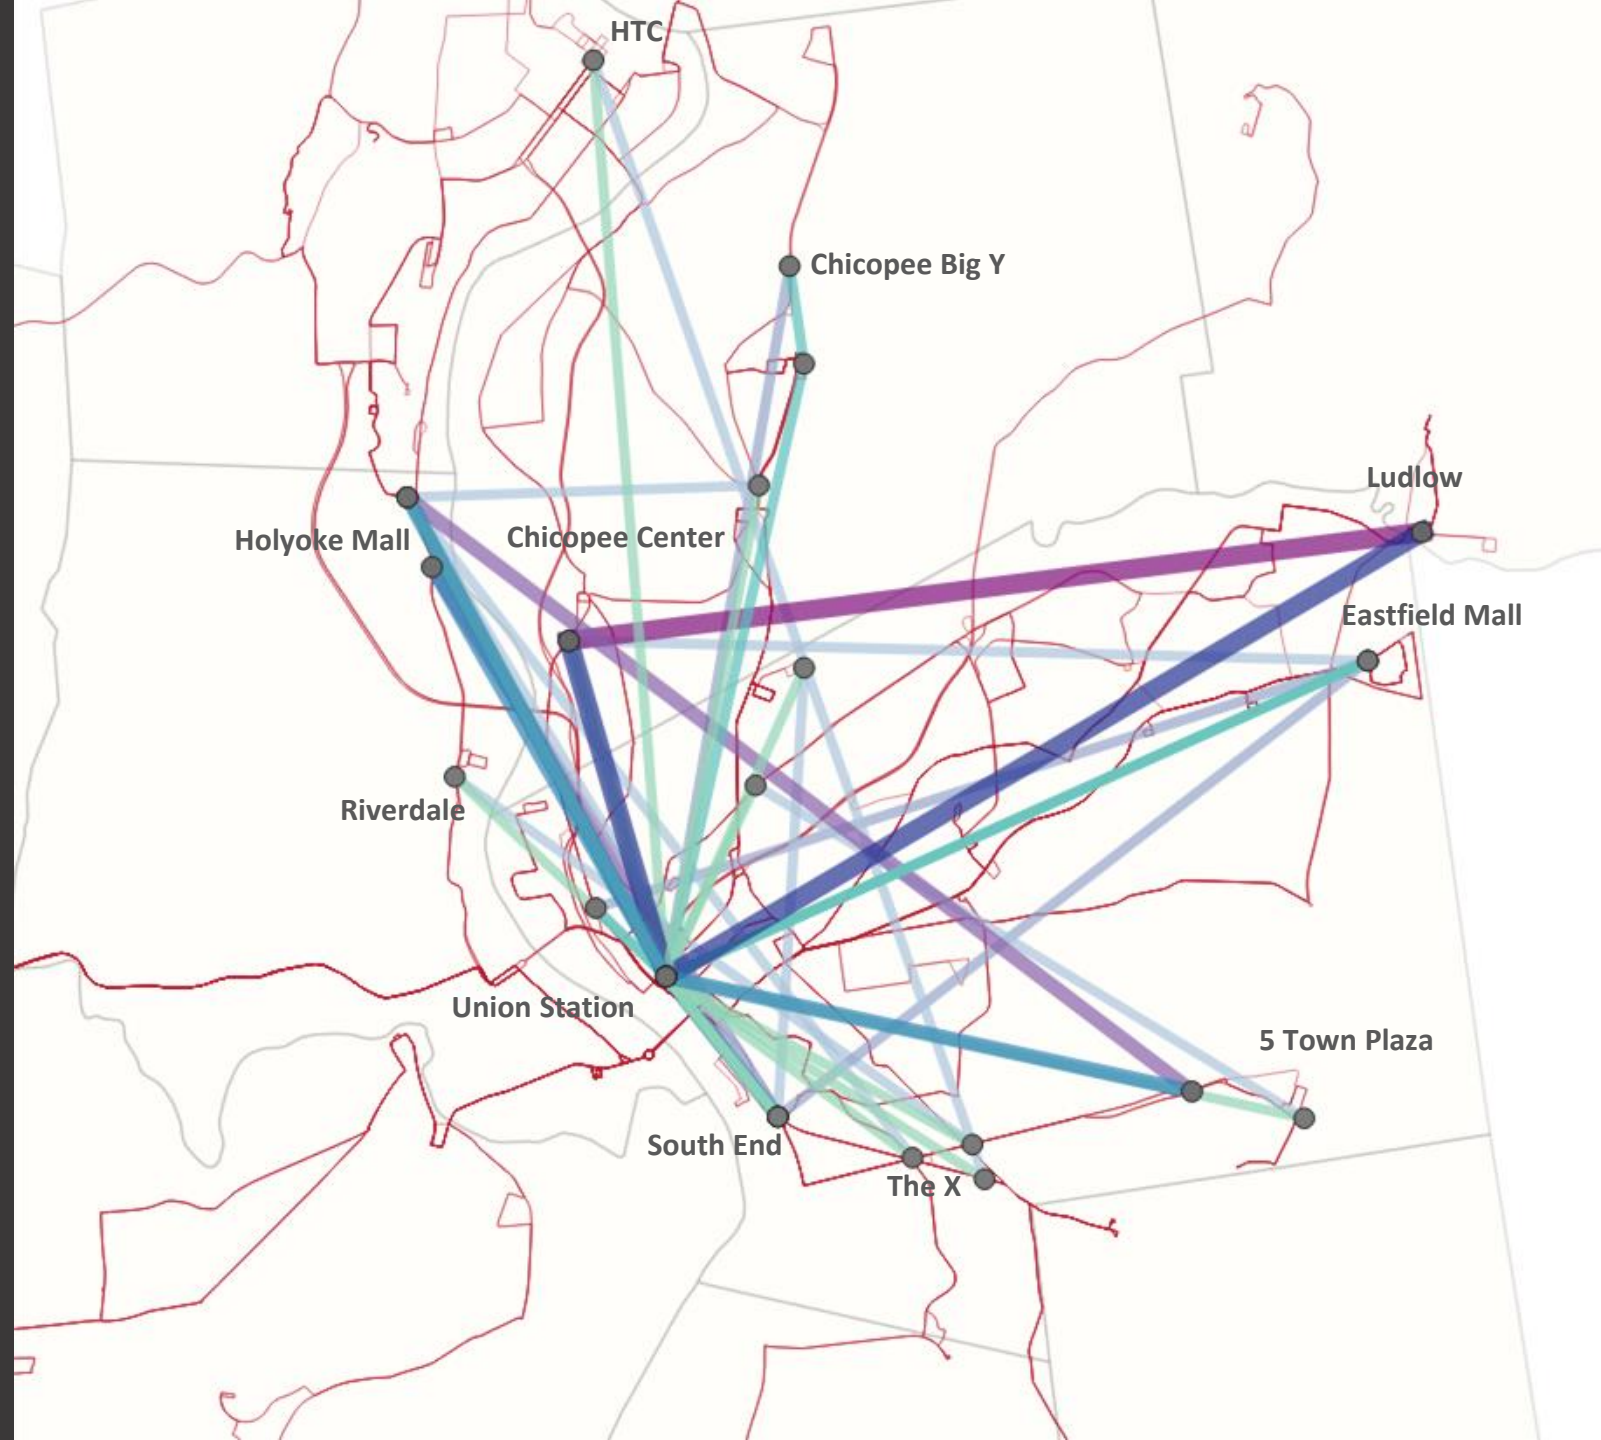 HTC
Chicopee Big Y
Ludlow
Holyoke Mall
Chicopee Center
Eastfield Mall
Riverdale
Union Station
5 Town Plaza
South End
The X